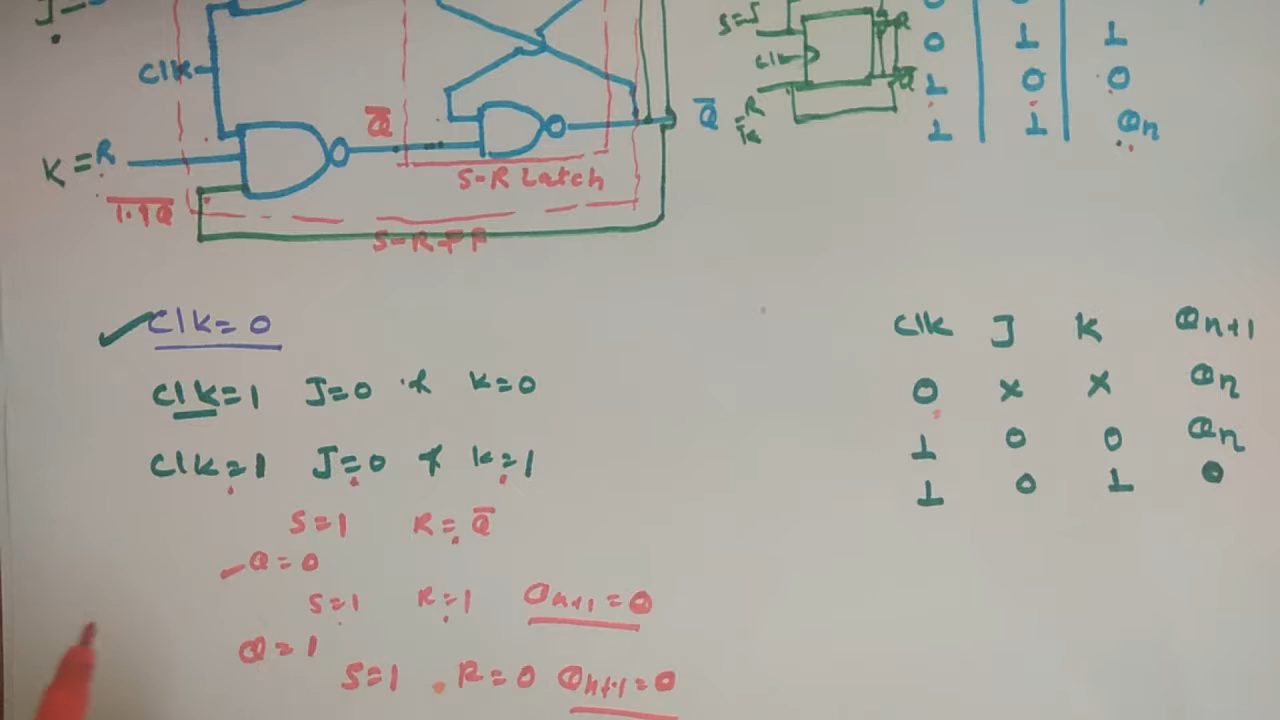 J
S=J
R
0
Clk
Clk
0 1 1
Q̅
1 0 0
Q̅
Q̅
R
K
K = R
1 1 Qn
S-R Latch
1.Q̅
S-R-FF
Clk = 0
Clk J K Qn+1
Clk=1 J=0 & K=0
0 x x Qn
1 0 0 Qn
Clk=1 J=0 & K=1
1 0 1 0
S=1 R=Q̅
Q=0
S=1 R=1 Qn+1=0
Q=1
S=1 R=0 Qn+1=0